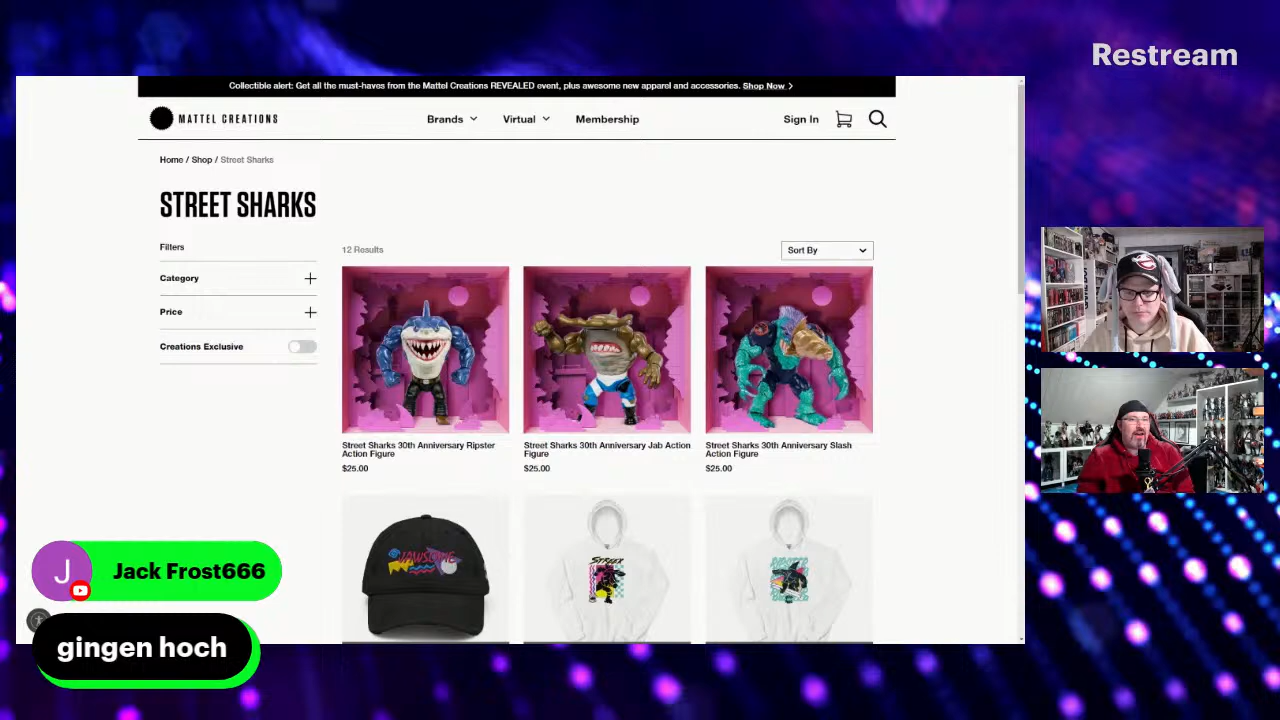 Restream
Collectible alert: Get all the must-haves from the Mattel Creations REVEALED event, plus awesome new apparel and accessories. Shop Now
MATTEL CREATIONS
Brands
Virtual
Membership
Sign In
Home / Shop / Street Sharks
STREET SHARKS
Filters
12 Results
Sort By
Category
Price
Creations Exclusive
Street Sharks 30th Anniversary Ripster
Action Figure
$25.00
Street Sharks 30th Anniversary Jab Action
Figure
$25.00
Street Sharks 30th Anniversary Slash
Action Figure
$25.00
JAWSOME
STREET
J
Jack Frost666
gingen hoch